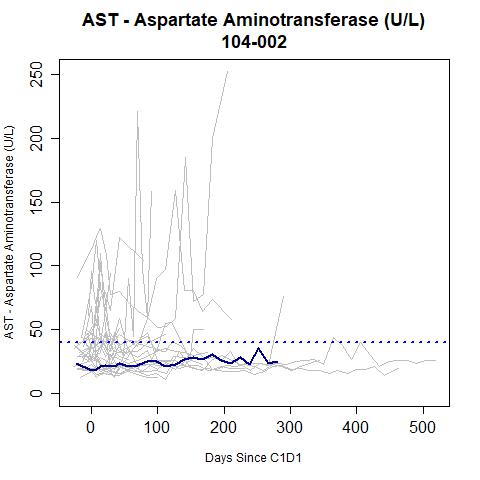 AST - Aspartate Aminotransferase (U/L)
104-002
AST - Aspartate Aminotransferase (U/L)
250
200
150
100
50
0
0 100 200 300 400 500
Days Since C1D1